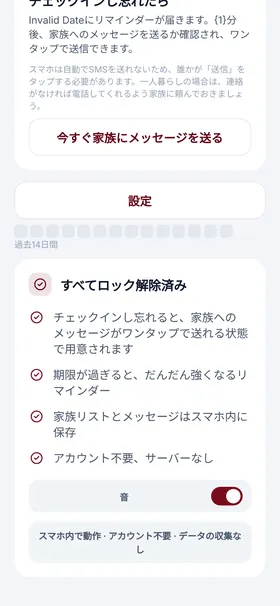 チェックインし忘れたら
Invalid Dateにリマインダーが届きます。{1}分
後、家族へのメッセージを送るか確認され、ワン
タップで送信できます。
スマホは自動でSMSを送れないため、誰かが「送信」を
タップする必要があります。一人暮らしの場合は、連絡
がなければ電話してくれるよう家族に頼んでおきましょ
う。
今すぐ家族にメッセージを送る
設定
過去14日間
すべてロック解除済み
チェックインし忘れると、家族への
メッセージがワンタップで送れる状態
で用意されます
期限が過ぎると、だんだん強くなるリ
マインダー
家族リストとメッセージはスマホ内に
保存
アカウント不要、サーバーなし
音
スマホ内で動作 · アカウント不要 · データの収集な
し